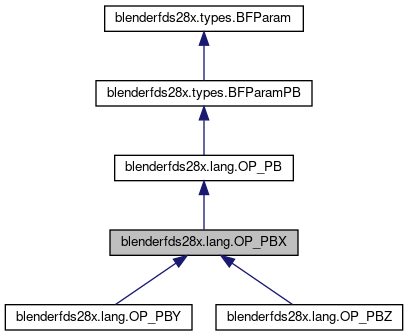 blenderfds28x.types.BFParam
blenderfds28x.types.BFParamPB
blenderfds28x.lang.OP_PB
blenderfds28x.lang.OP_PBX
blenderfds28x.lang.OP_PBY
blenderfds28x.lang.OP_PBZ